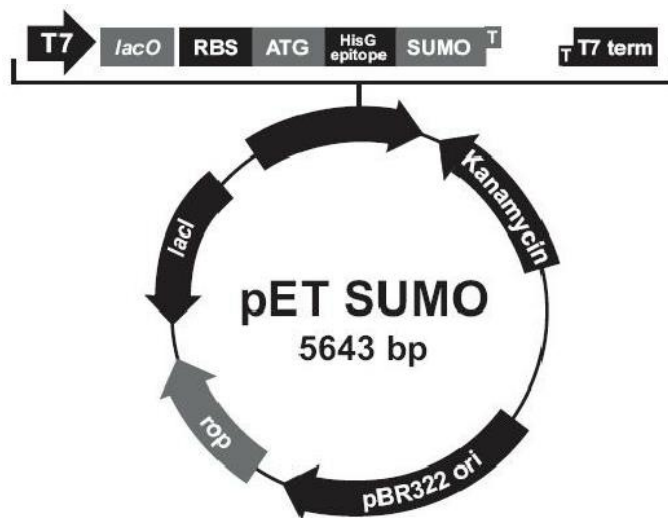 T7 lacO RBS ATG HisG epitope SUMO T T T7 term
Kanamycin
lacI
pET SUMO
5643 bp
rop
pBR322 ori